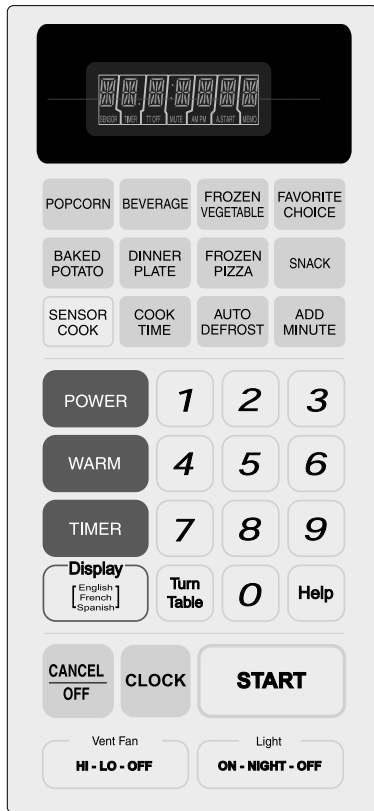 SENSOR TIMER TT OFF MUTE AM PM A.START MEMO
POPCORN
BEVERAGE
FROZEN
VEGETABLE
FAVORITE
CHOICE
BAKED
POTATO
DINNER
PLATE
FROZEN
PIZZA
SNACK
SENSOR
COOK
COOK
TIME
AUTO
DEFROST
ADD
MINUTE
POWER
1
2
3
WARM
4
5
6
TIMER
7
8
9
Display
[English
French
Spanish]
Turn
Table
0
Help
CANCEL
OFF
CLOCK
START
Vent Fan
HI - LO - OFF
Light
ON - NIGHT - OFF